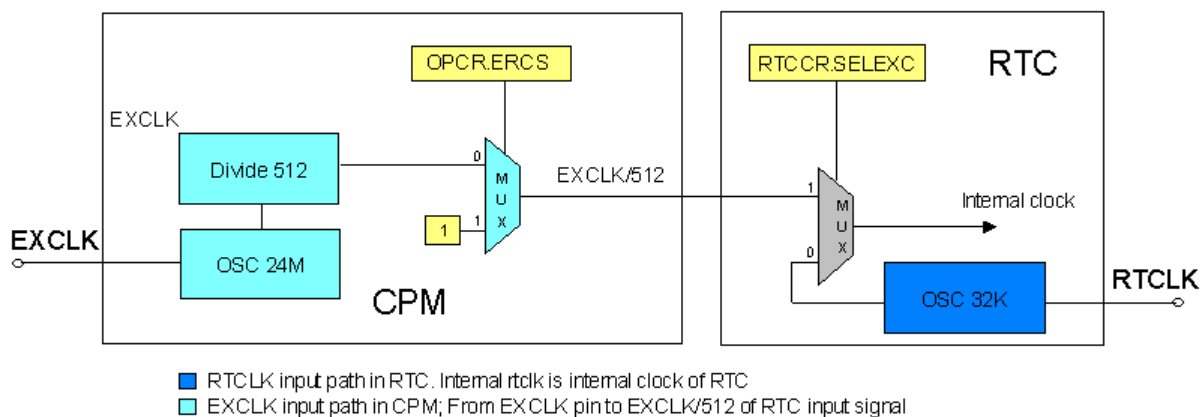 OPCR.ERCS
RTCCR.SELEXC
RTC
EXCLK
Divide 512
0
MUX
EXCLK/512
1
MUX
1
1
Internal clock
EXCLK
OSC 24M
0
CPM
OSC 32K
RTCLK
RTCLK input path in RTC. Internal rtclk is internal clock of RTC
EXCLK input path in CPM; From EXCLK pin to EXCLK/512 of RTC input signal